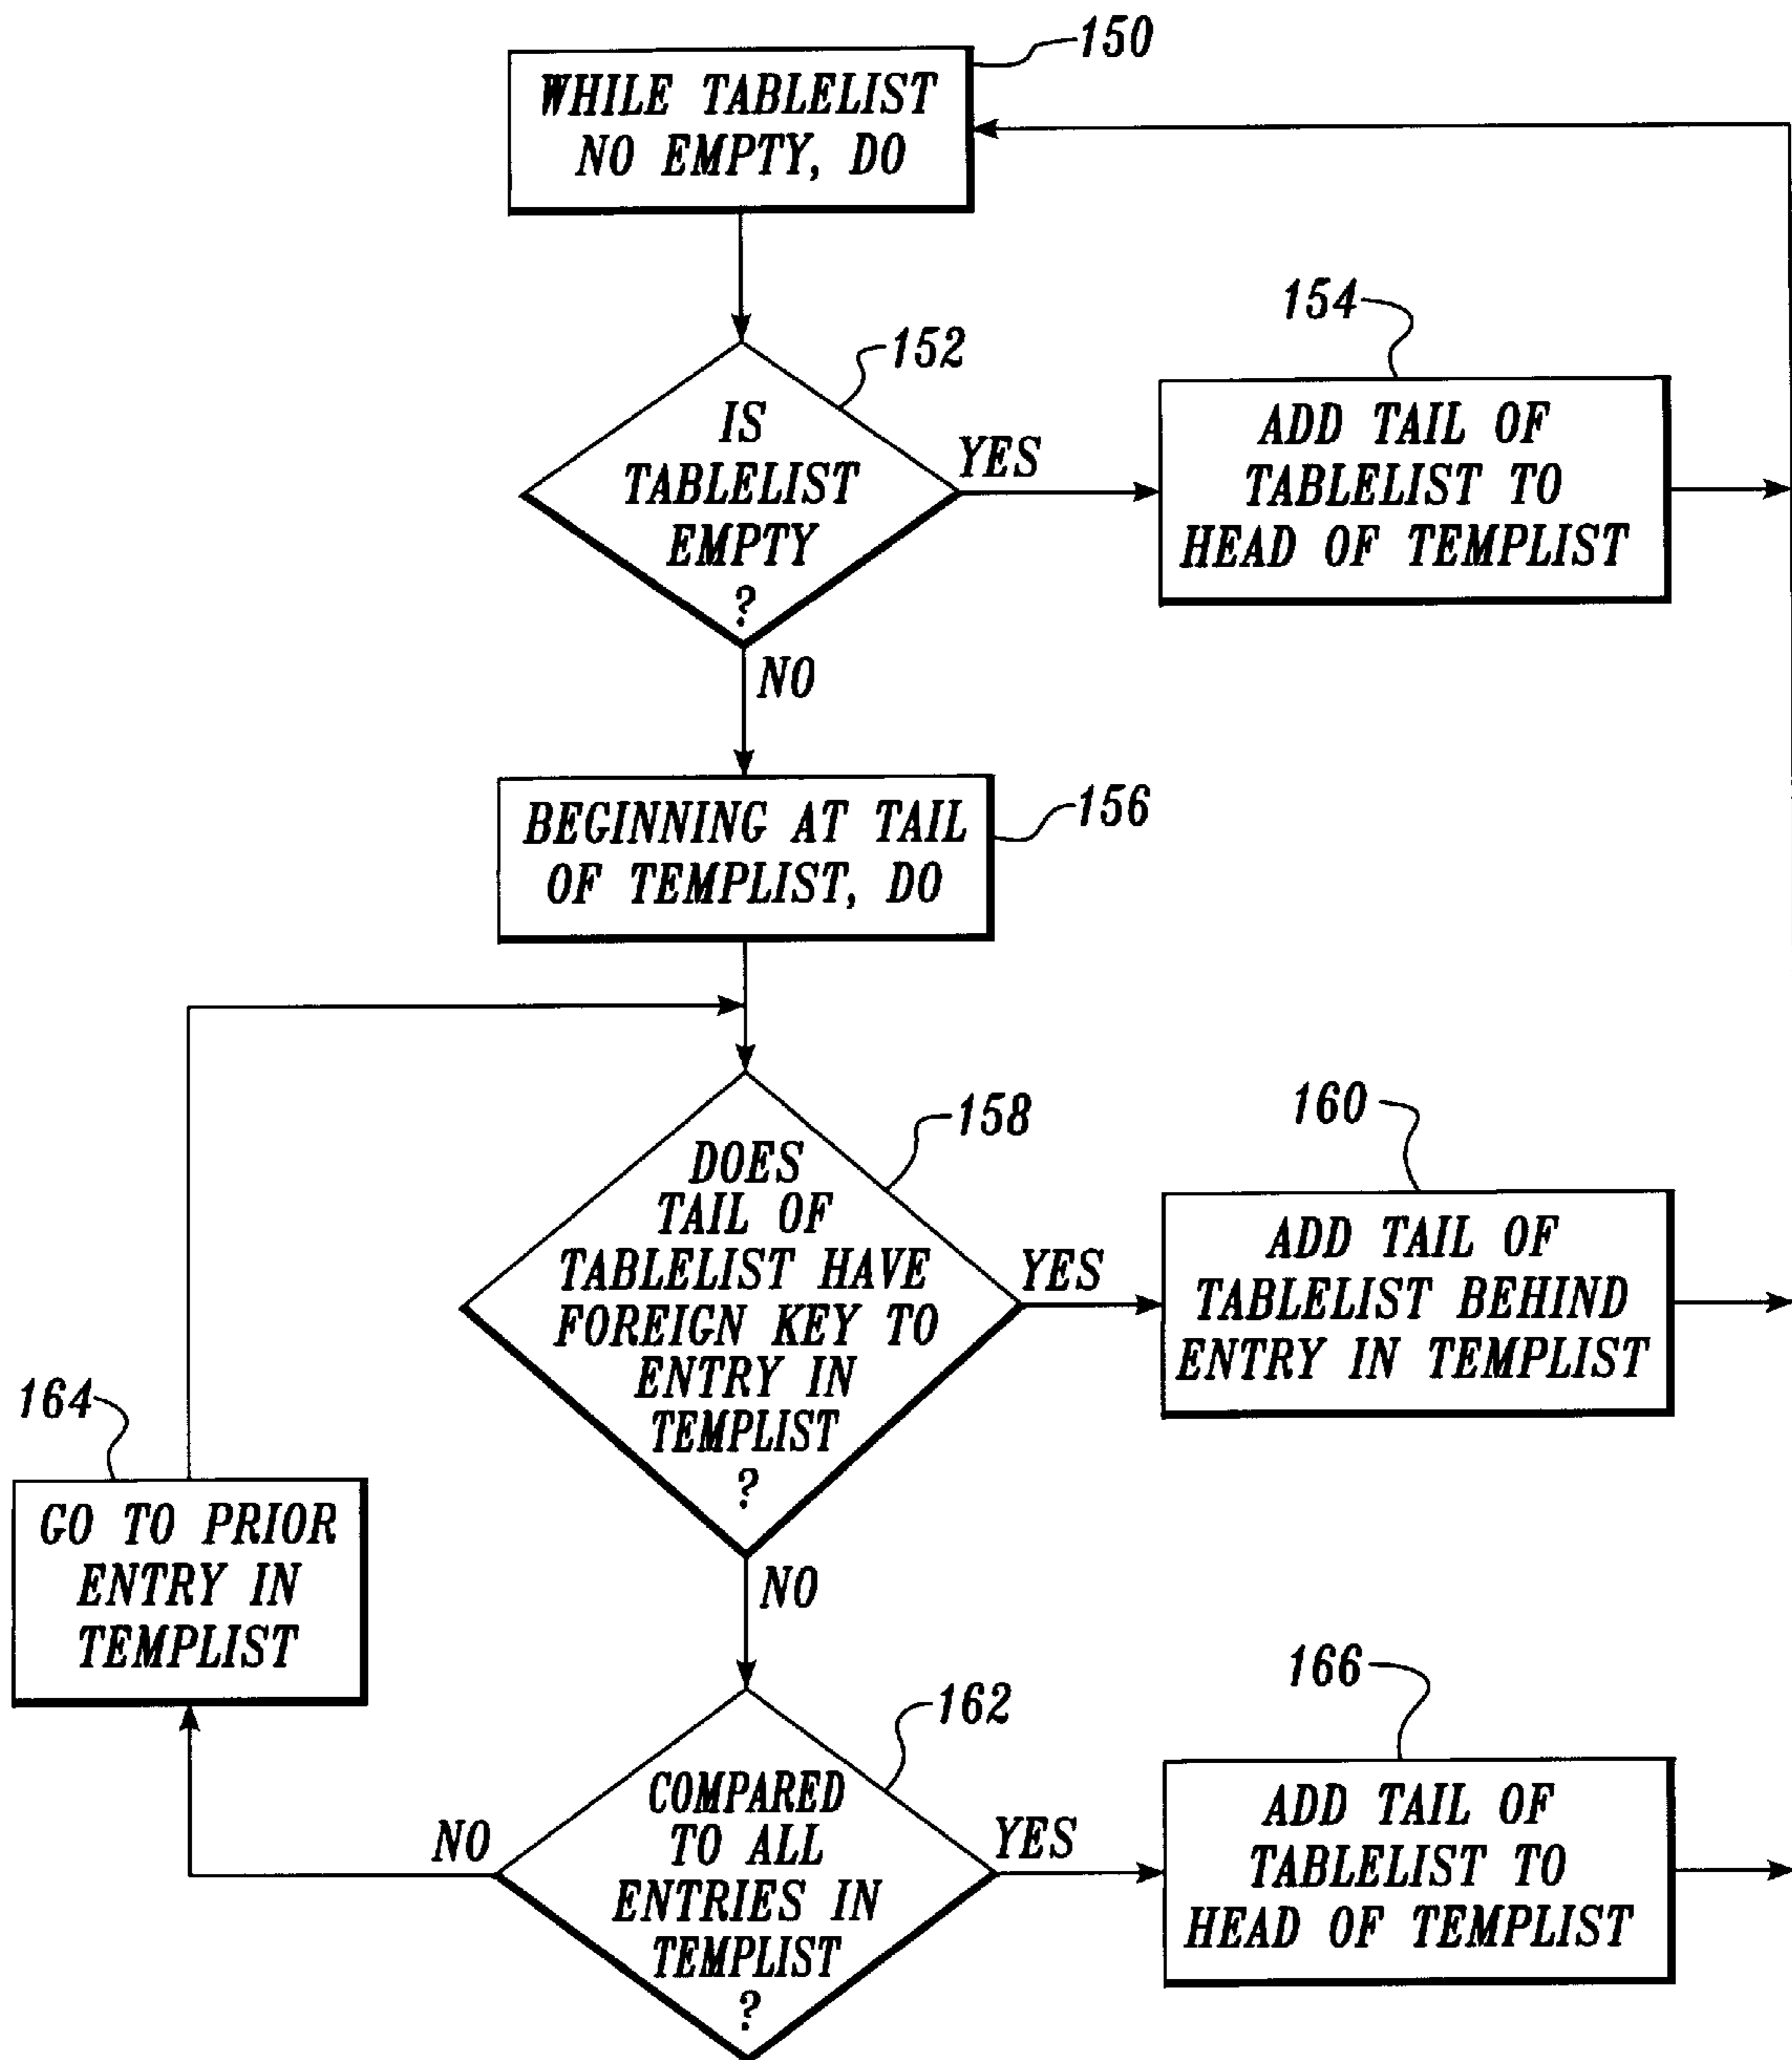 150
WHILE TABLELIST
NO EMPTY, DO
152
IS
TABLELIST
EMPTY
?
YES
NO
154
ADD TAIL OF
TABLELIST TO
HEAD OF TEMPLIST
156
BEGINNING AT TAIL
OF TEMPLIST, DO
158
DOES
TAIL OF
TABLELIST HAVE
FOREIGN KEY TO
ENTRY IN
TEMPLIST
?
YES
NO
160
ADD TAIL OF
TABLELIST BEHIND
ENTRY IN TEMPLIST
164
GO TO PRIOR
ENTRY IN
TEMPLIST
162
COMPARED
TO ALL
ENTRIES IN
TEMPLIST
?
NO
YES
166
ADD TAIL OF
TABLELIST TO
HEAD OF TEMPLIST